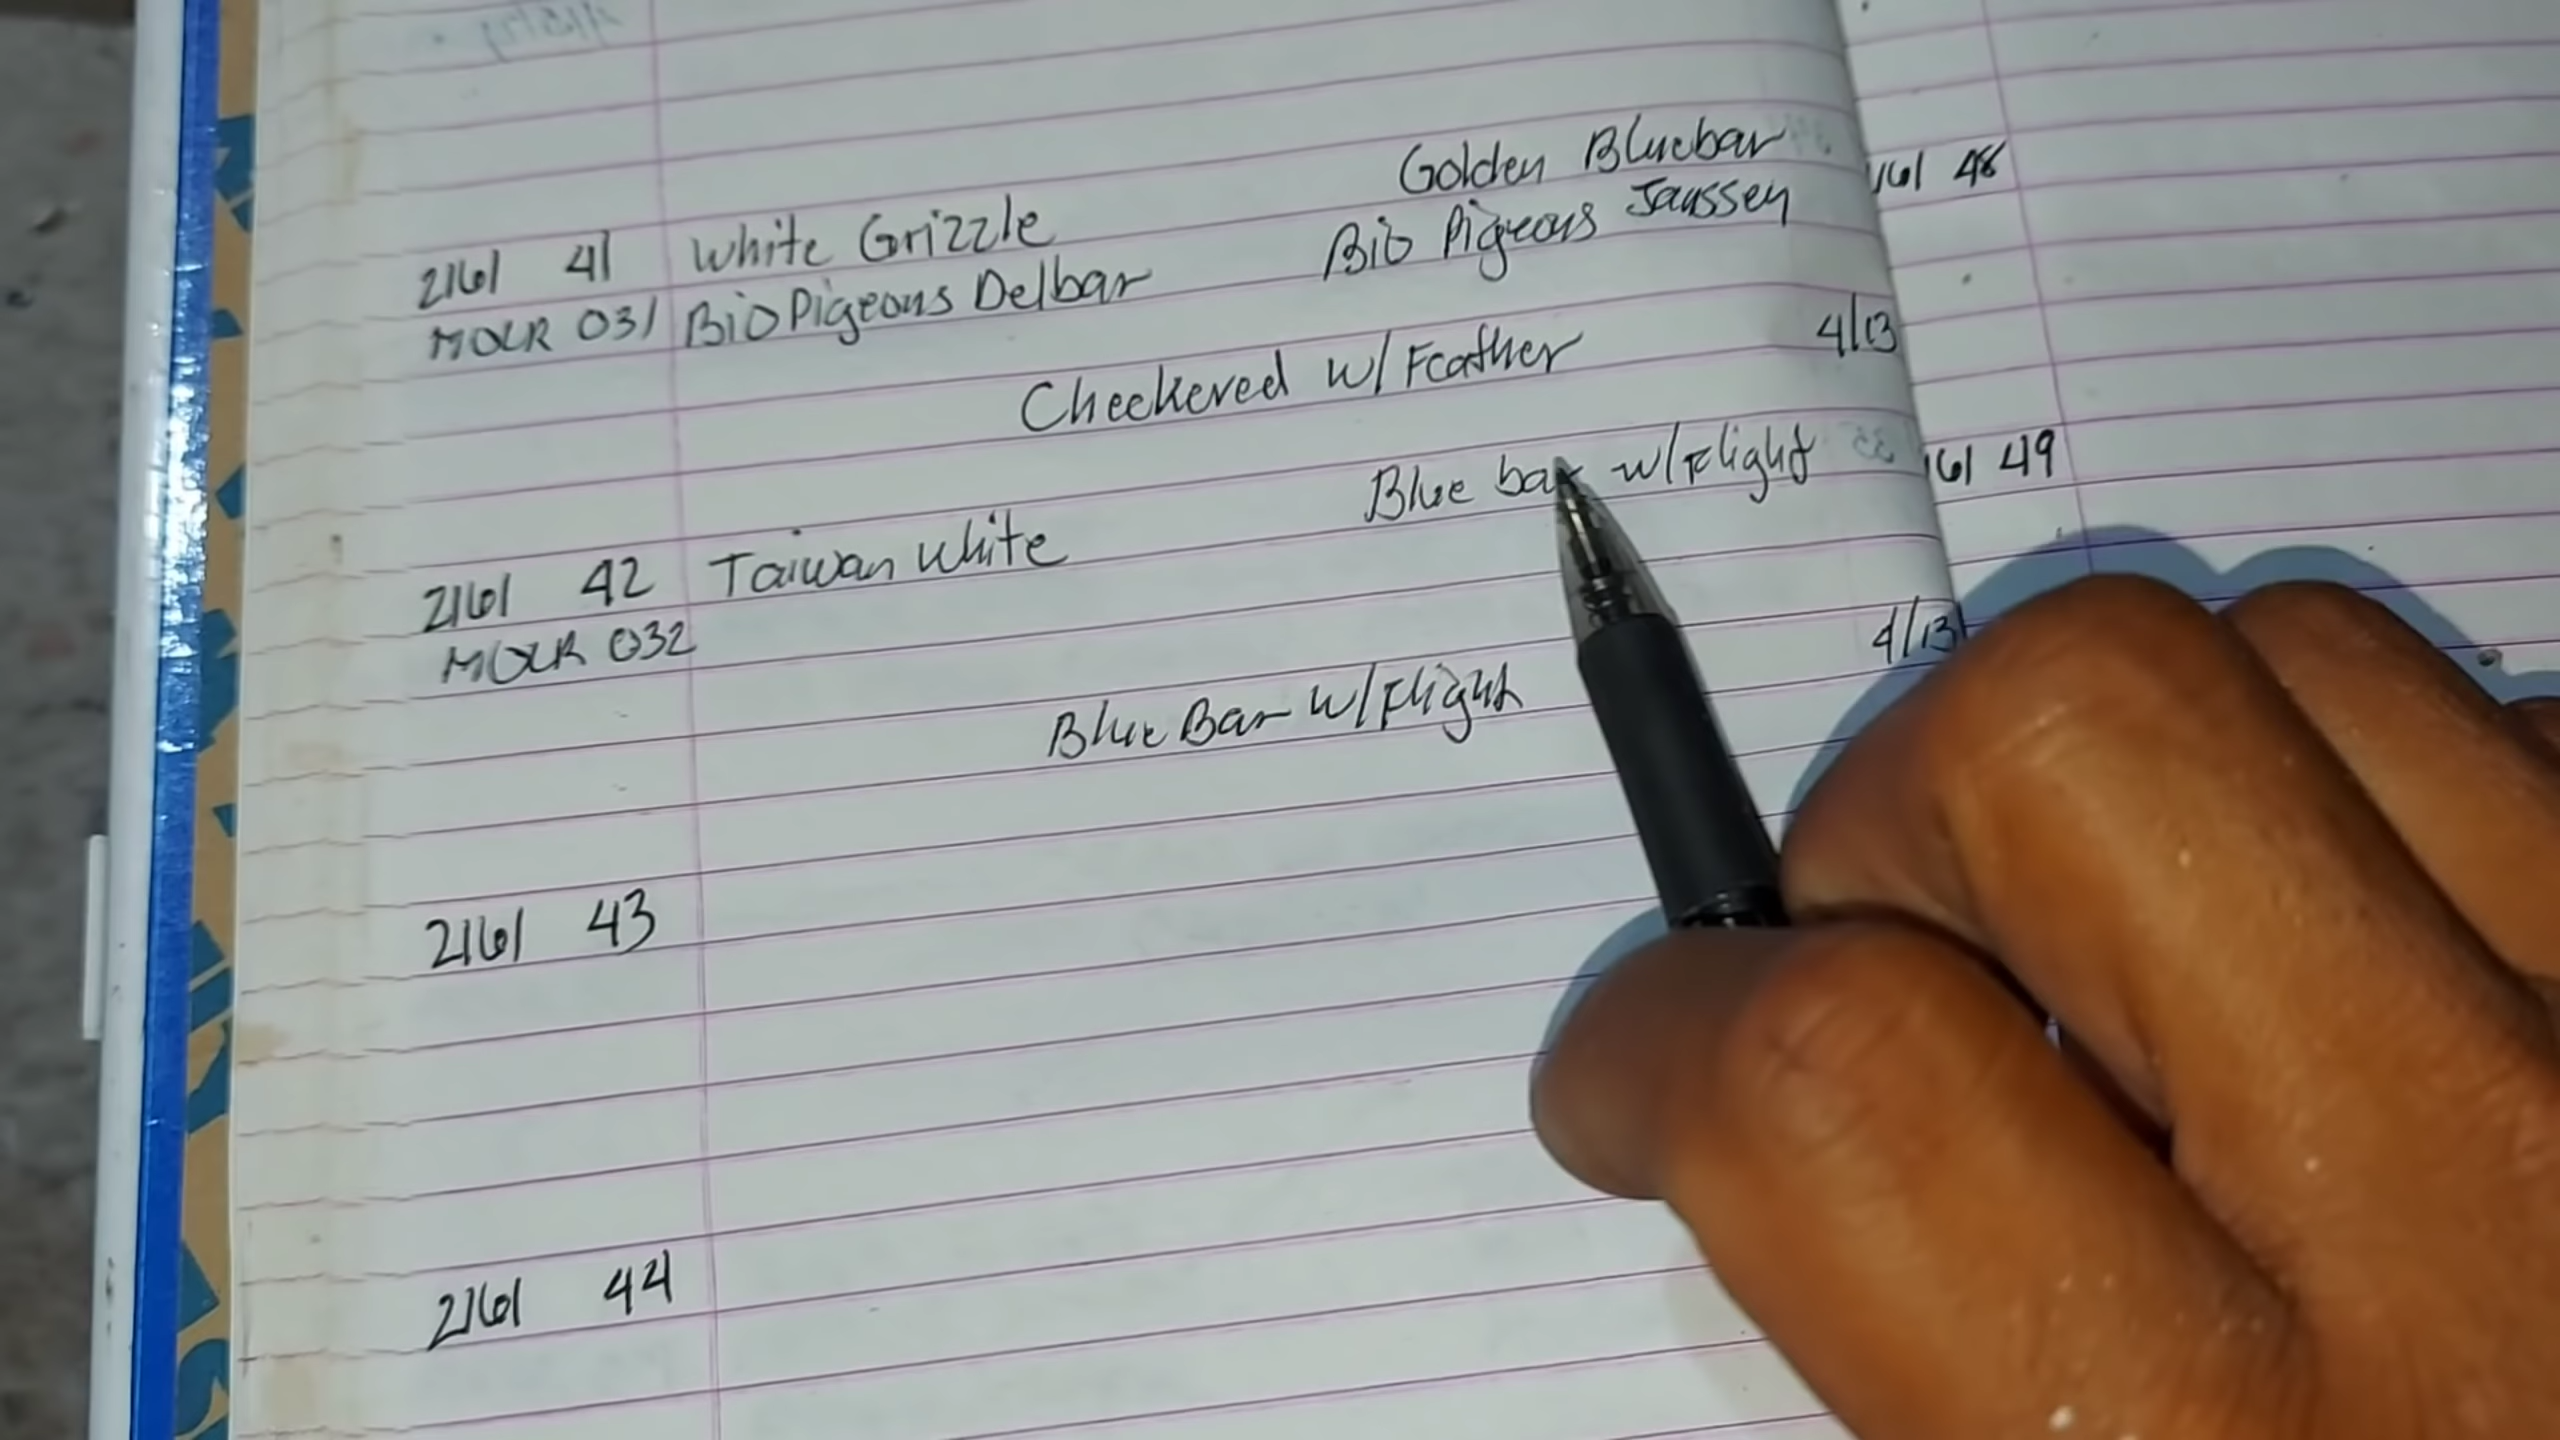 Golden Bluebar
2161 41 White Grizzle
Bio Pigeons Janssen
161 48
MOLR 031 BioPigeons Delbar
Checkered w/Feather 4/13
Blue bar w/Flight
161 49
2161 42 Taiwan White
MOLR 032
Blue Bar w/Flight 4/13
2161 43
2161 44